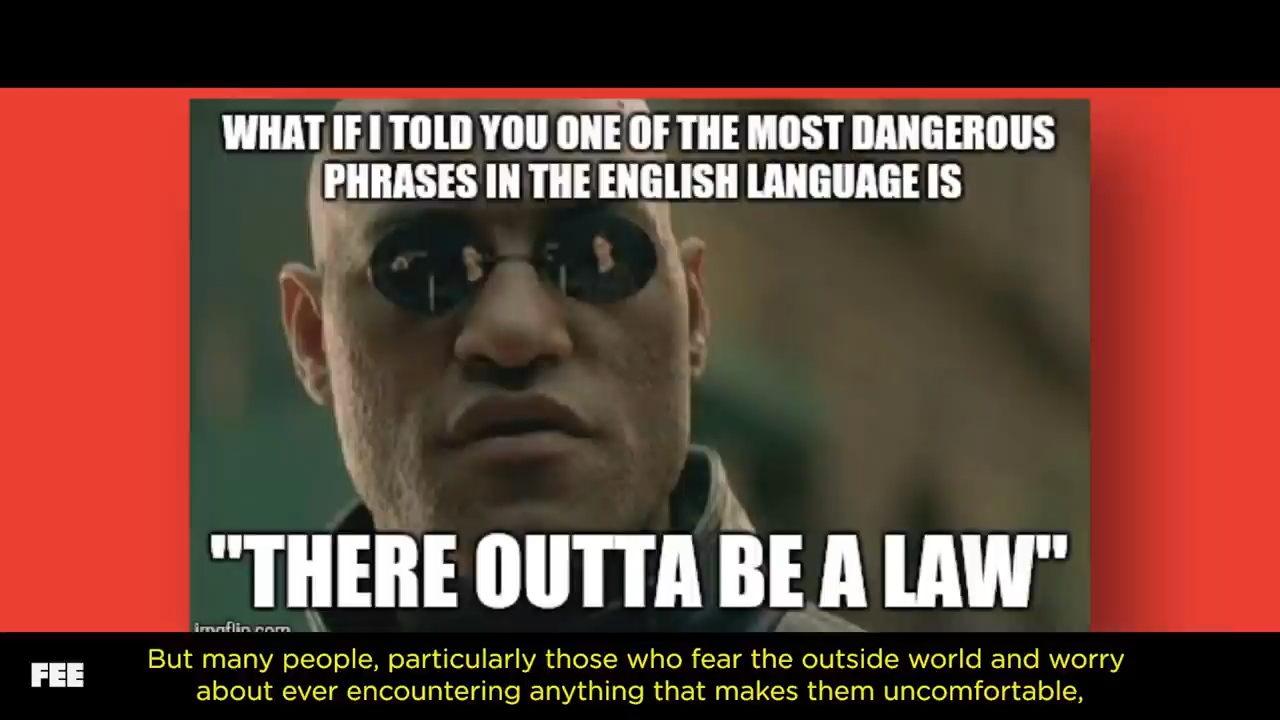 WHAT IF I TOLD YOU ONE OF THE MOST DANGEROUS
PHRASES IN THE ENGLISH LANGUAGE IS
"THERE OUTTA BE A LAW"
imgflip.com
FEE
But many people, particularly those who fear the outside world and worry
about ever encountering anything that makes them uncomfortable,